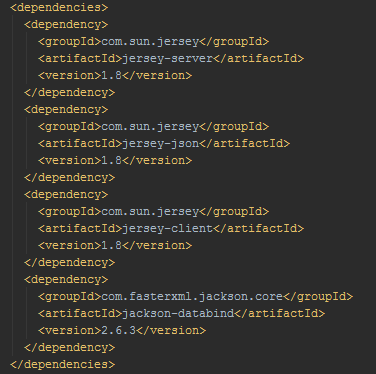 <dependencies>
<dependency>
<groupId>com.sun.jersey</groupId>
<artifactId>jersey-server</artifactId>
<version>1.8</version>
</dependency>
<dependency>
<groupId>com.sun.jersey</groupId>
<artifactId>jersey-json</artifactId>
<version>1.8</version>
</dependency>
<dependency>
<groupId>com.sun.jersey</groupId>
<artifactId>jersey-client</artifactId>
<version>1.8</version>
</dependency>
<dependency>
<groupId>com.fasterxml.jackson.core</groupId>
<artifactId>jackson-databind</artifactId>
<version>2.6.3</version>
</dependency>
</dependencies>